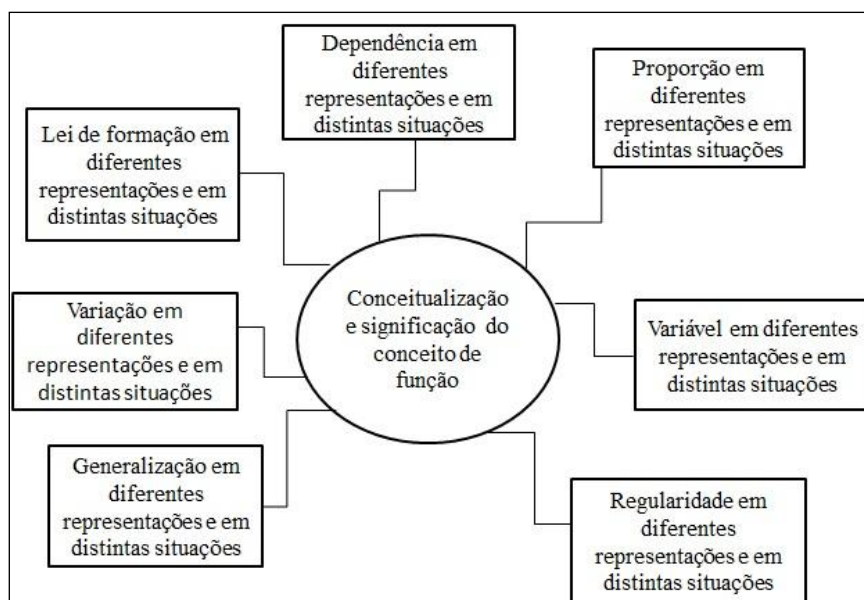 Dependência em
diferentes
representações e em
distintas situações
Proporção em
diferentes
representações e em
distintas situações
Lei de formação em
diferentes
representações e em
distintas situações
Conceitualização
e significação do
conceito de
função
Variação em
diferentes
representações e em
distintas situações
Variável em diferentes
representações e em
distintas situações
Generalização em
diferentes
representações e em
distintas situações
Regularidade em
diferentes
representações e em
distintas situações